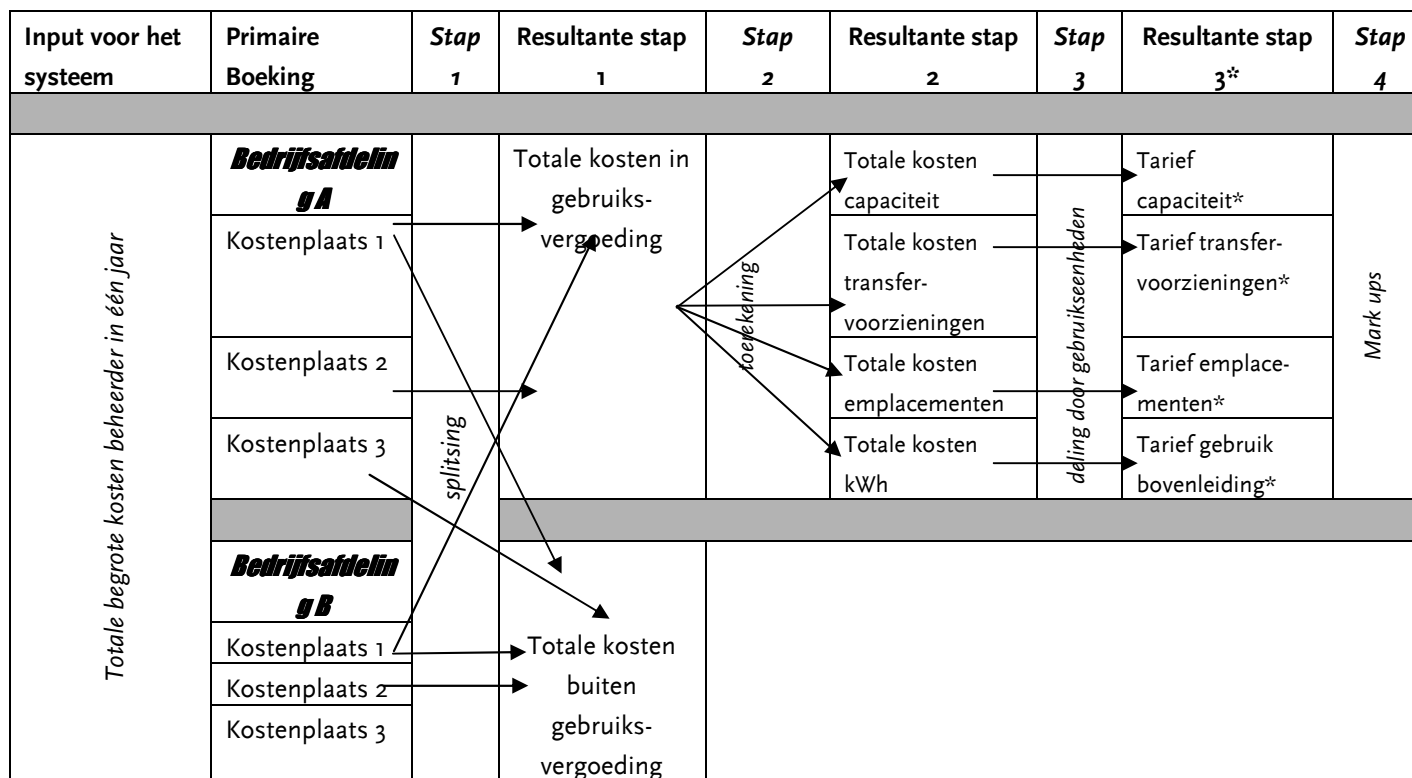 Input voor het
systeem
Primaire
Boeking
Stap
1
Resultante stap
1
Stap
2
Resultante stap
2
Stap
3
Resultante stap
3*
Stap
4
Totale begrote kosten beheerder in één jaar
Bedrijfsafdelin
g A
Kostenplaats 1
Kostenplaats 2
Kostenplaats 3
splitsing
Totale kosten in
gebruiks-
vergoeding
toerekening
Totale kosten
capaciteit
Totale kosten
transfer-
voorzieningen
Totale kosten
emplacementen
Totale kosten
kWh
deling door gebruikseenheden
Tarief
capaciteit*
Tarief transfer-
voorzieningen*
Tarief emplace-
menten*
Tarief gebruik
bovenleiding*
Mark ups
Bedrijfsafdelin
g B
Kostenplaats 1
Kostenplaats 2
Kostenplaats 3
Totale kosten
buiten
gebruiks-
vergoeding